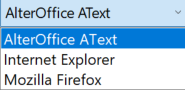 AlterOffice AText
AlterOffice AText
Internet Explorer
Mozilla Firefox